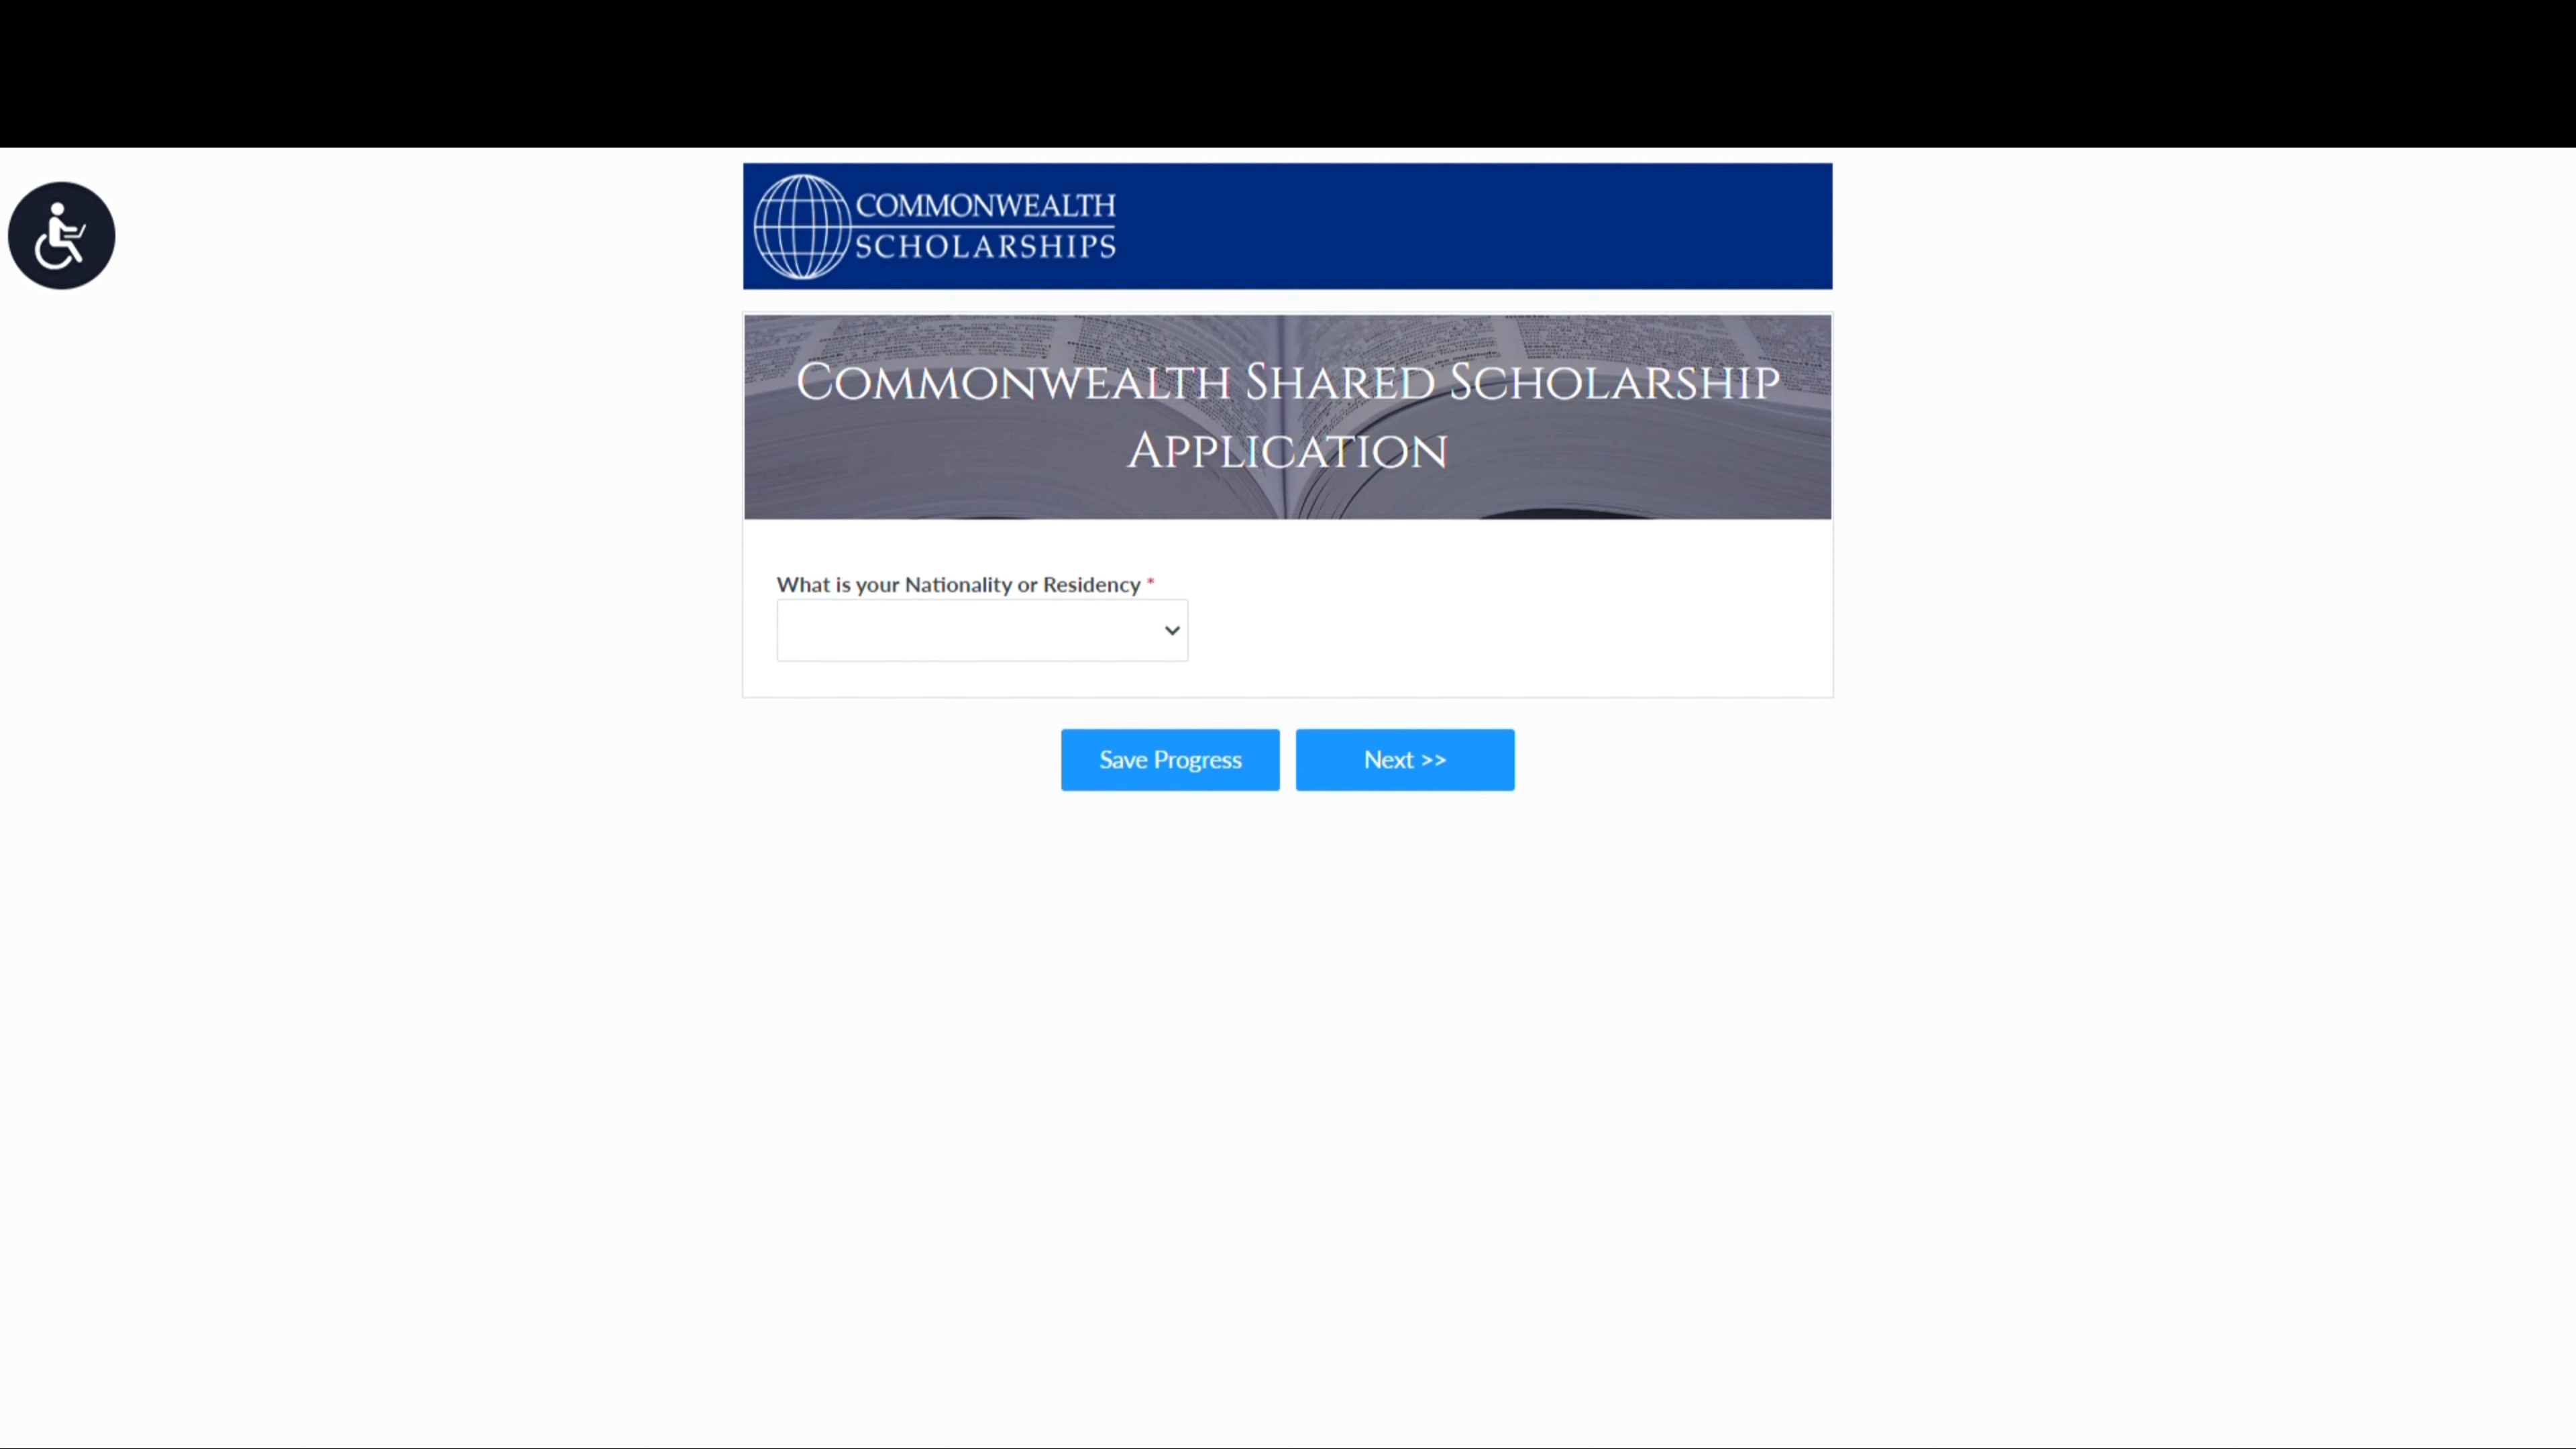 COMMONWEALTH
SCHOLARSHIPS
COMMONWEALTH SHARED SCHOLARSHIP
APPLICATION
What is your Nationality or Residency *
Save Progress
Next >>